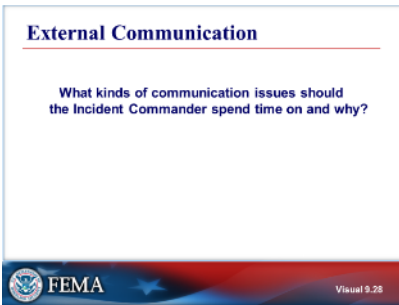 External Communication
What kinds of communication issues should
the Incident Commander spend time on and why?
FEMA
Visual 9.28